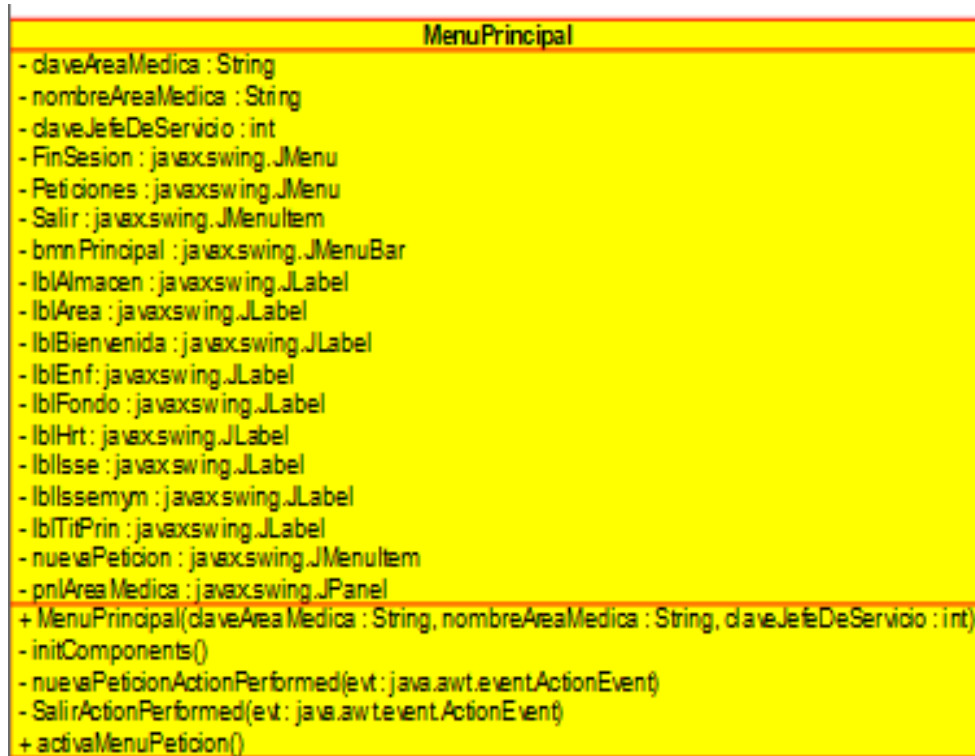 MenuPrincipal
- claveAreaMedica : String
- nombreAreaMedica : String
- claveJefeDeServicio : int
- FinSesion : javax.swing.JMenu
- Peticiones : javax.swing.JMenu
- Salir : javax.swing.JMenuItem
- bmnPrincipal : javax.swing.JMenuBar
- lblAlmacen : javax.swing.JLabel
- lblArea : javax.swing.JLabel
- lblBienvenida : javax.swing.JLabel
- lblEnf : javax.swing.JLabel
- lblFondo : javax.swing.JLabel
- lblHrt : javax.swing.JLabel
- lblIsse : javax.swing.JLabel
- lblIssemym : javax.swing.JLabel
- lblTitPrin : javax.swing.JLabel
- nuevaPeticion : javax.swing.JMenuItem
- pnlAreaMedica : javax.swing.JPanel
+ MenuPrincipal(claveAreaMedica : String, nombreAreaMedica : String, claveJefeDeServicio : int)
- initComponents()
- nuevaPeticionActionPerformed(evt : java.awt.event.ActionEvent)
- SalirActionPerformed(evt : java.awt.event.ActionEvent)
+ activaMenuPeticion()